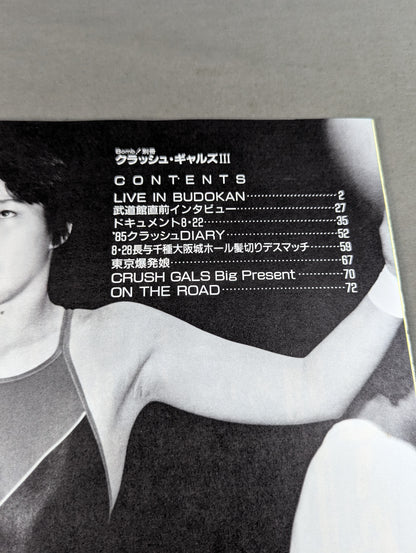 Bomb!別冊
クラッシュ・ギャルズIII
CONTENTS
LIVE IN BUDOKAN 2
武道館直前インタビュー 27
ドキュメント8・22 35
'85クラッシュDIARY 52
8・28長与千種大阪城ホール髪切りデスマッチ 59
東京爆発娘 67
CRUSH GALS Big Present 70
ON THE ROAD 72